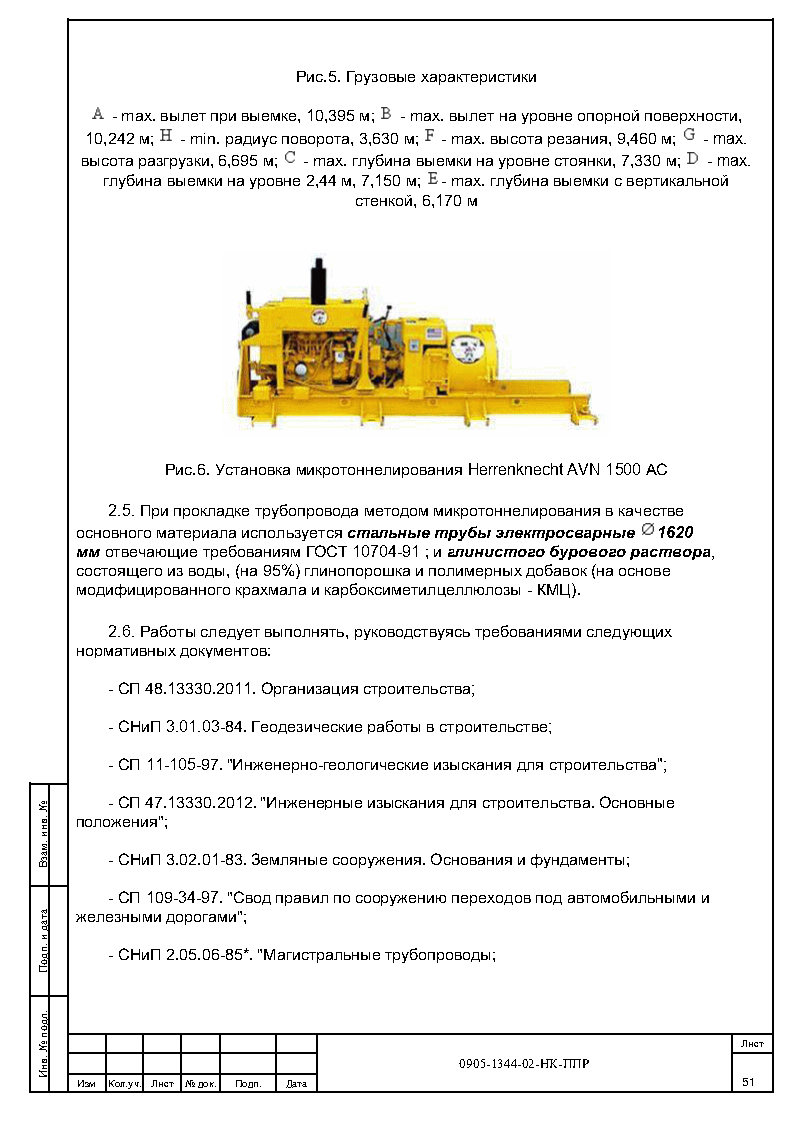 Рис.5. Грузовые характеристики
A - max. вылет при выемке, 10,395 м; B - max. вылет на уровне опорной поверхности,
10,242 м; H - min. радиус поворота, 3,630 м; F - max. высота резания, 9,460 м; G - max.
высота разгрузки, 6,695 м; C - max. глубина выемки на уровне стоянки, 7,330 м; D - max.
глубина выемки на уровне 2,44 м, 7,150 м; E - max. глубина выемки с вертикальной
стенкой, 6,170 м
Рис.6. Установка микротоннелирования Herrenknecht AVN 1500 AC
2.5. При прокладке трубопровода методом микротоннелирования в качестве
основного материала используется стальные трубы электросварные ∅ 1620
мм отвечающие требованиям ГОСТ 10704-91 ; и глинистого бурового раствора,
состоящего из воды, (на 95%) глинопорошка и полимерных добавок (на основе
модифицированного крахмала и карбоксиметилцеллюлозы - КМЦ).
2.6. Работы следует выполнять, руководствуясь требованиями следующих
нормативных документов:
- СП 48.13330.2011. Организация строительства;
- СНиП 3.01.03-84. Геодезические работы в строительстве;
- СП 11-105-97. "Инженерно-геологические изыскания для строительства";
- СП 47.13330.2012. "Инженерные изыскания для строительства. Основные
положения";
- СНиП 3.02.01-83. Земляные сооружения. Основания и фундаменты;
- СП 109-34-97. "Свод правил по сооружению переходов под автомобильными и
железными дорогами";
- СНиП 2.05.06-85*. "Магистральные трубопроводы;
Взам. инв. №
Подп. и дата
Инв. № подл.
Изм Кол.уч. Лист № док. Подп. Дата
0905-1344-02-НК-ППР
Лист
51